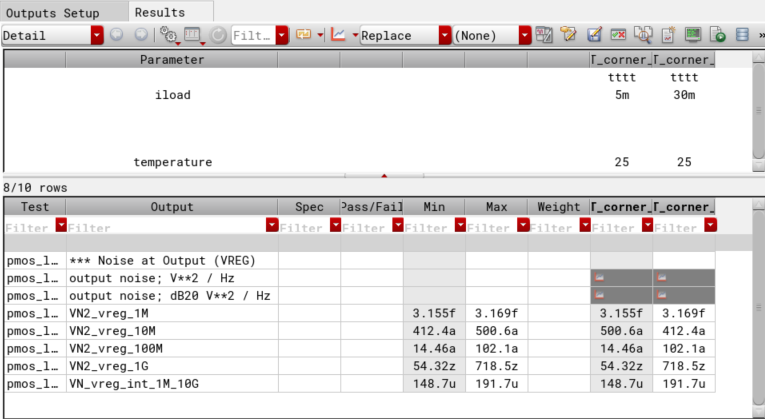 Outputs Setup Results
Detail Filt... Replace (None) »
Parameter T_corner_ T_corner_
tttt tttt
iload 5m 30m
temperature 25 25
8/10 rows
Test Output Spec Pass/Fail Min Max Weight T_corner_ T_corner_
Filter Filter Filter Filter Filter Filter Filter Filter Filter
pmos_l… *** Noise at Output (VREG)
pmos_l… output noise; V**2 / Hz
pmos_l… output noise; dB20 V**2 / Hz
pmos_l… VN2_vreg_1M 3.155f 3.169f 3.155f 3.169f
pmos_l… VN2_vreg_10M 412.4a 500.6a 500.6a 412.4a
pmos_l… VN2_vreg_100M 14.46a 102.1a 14.46a 102.1a
pmos_l… VN2_vreg_1G 54.32z 718.5z 54.32z 718.5z
pmos_l… VN_vreg_int_1M_10G 148.7u 191.7u 148.7u 191.7u